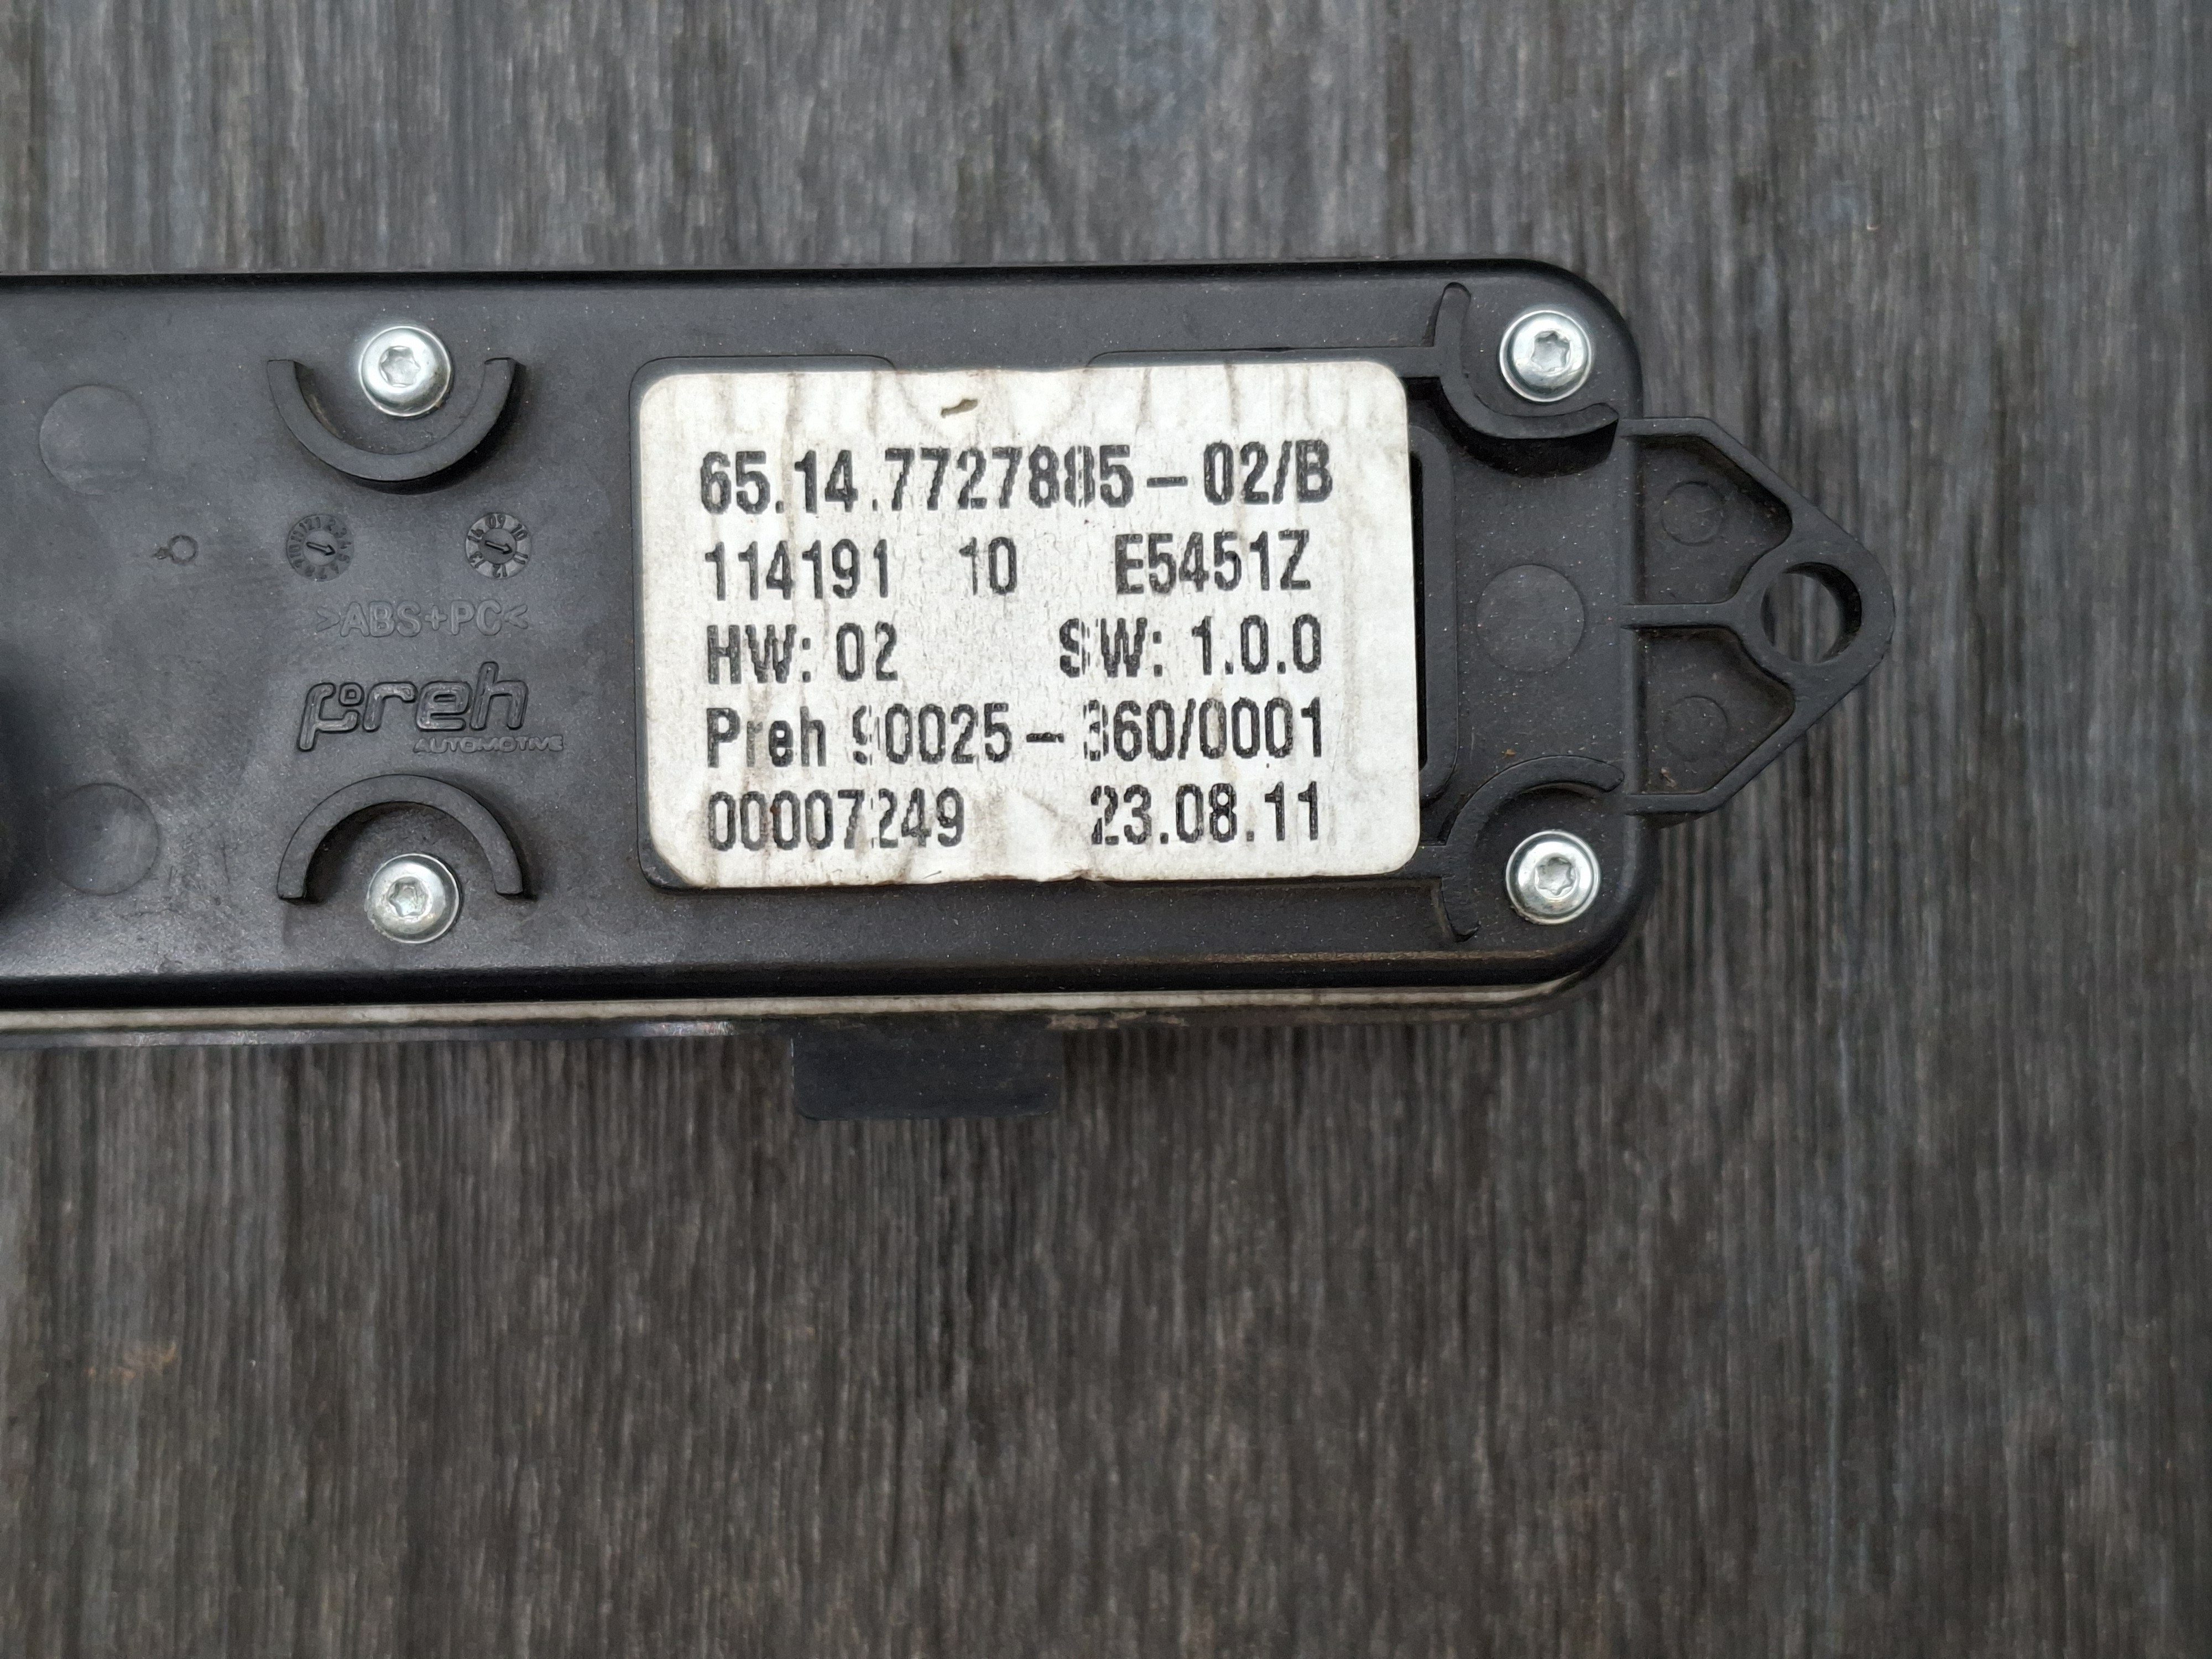 65.14.7727885-02/B
114191 10 E5451Z
HW: 02 SW: 1.0.0
Preh 90025-360/0001
00007249 23.08.11
>ABS+PC<
preh
AUTOMOTIVE